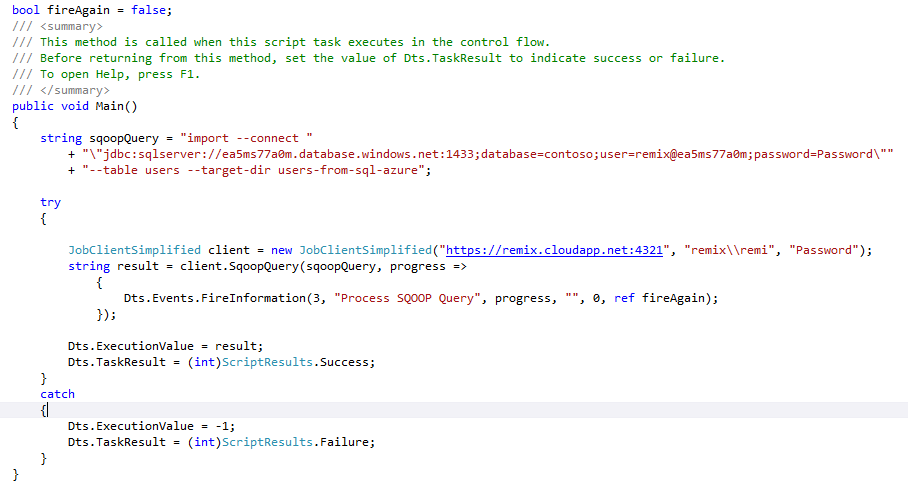 bool fireAgain = false;
/// <summary>
/// This method is called when this script task executes in the control flow.
/// Before returning from this method, set the value of Dts.TaskResult to indicate success or failure.
/// To open Help, press F1.
/// </summary>
public void Main()
{
    string sqoopQuery = "import --connect "
        + "\"jdbc:sqlserver://ea5ms77a0m.database.windows.net:1433;database=contoso;user=remix@ea5ms77a0m;password=Password\""
        + "--table users --target-dir users-from-sql-azure";

    try
    {

        JobClientSimplified client = new JobClientSimplified("https://remix.cloudapp.net:4321", "remix\\remi", "Password");
        string result = client.SqoopQuery(sqoopQuery, progress =>
            {
                Dts.Events.FireInformation(3, "Process SQOOP Query", progress, "", 0, ref fireAgain);
            });

        Dts.ExecutionValue = result;
        Dts.TaskResult = (int)ScriptResults.Success;
    }
    catch
    {
        Dts.ExecutionValue = -1;
        Dts.TaskResult = (int)ScriptResults.Failure;
    }
}